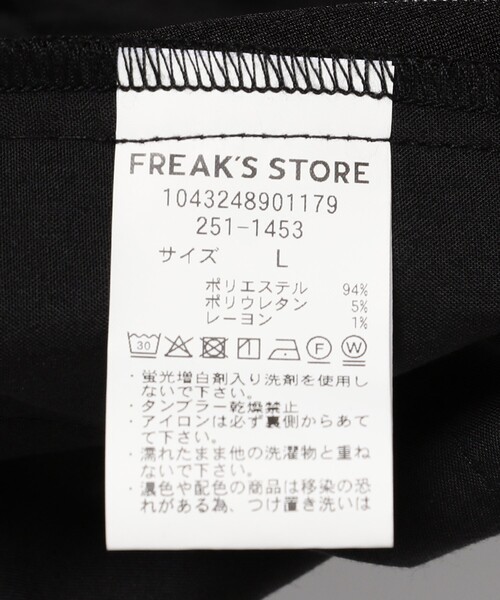 FREAK'S STORE
1043248901179
251-1453
サイズ L
ポリエステル 94%
ポリウレタン 5%
レーヨン 1%
30 F W
・蛍光増白剤入り洗剤を使用し
ないで下さい。
・タンブラー乾燥禁止
・アイロンは必ず裏側からあて
て下さい。
・濡れたまま他の洗濯物と重ね
ないで下さい。
・濃色や配色の商品は移染の恐
れがある為、つけ置き洗いは